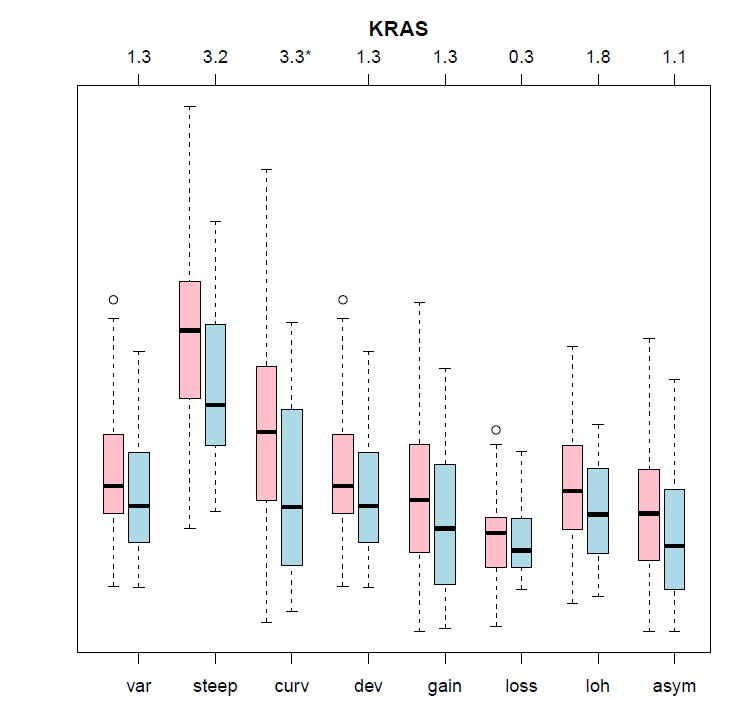 KRAS
1.3 3.2 3.3* 1.3 1.3 0.3 1.8 1.1
var steep curv dev gain loss loh asym